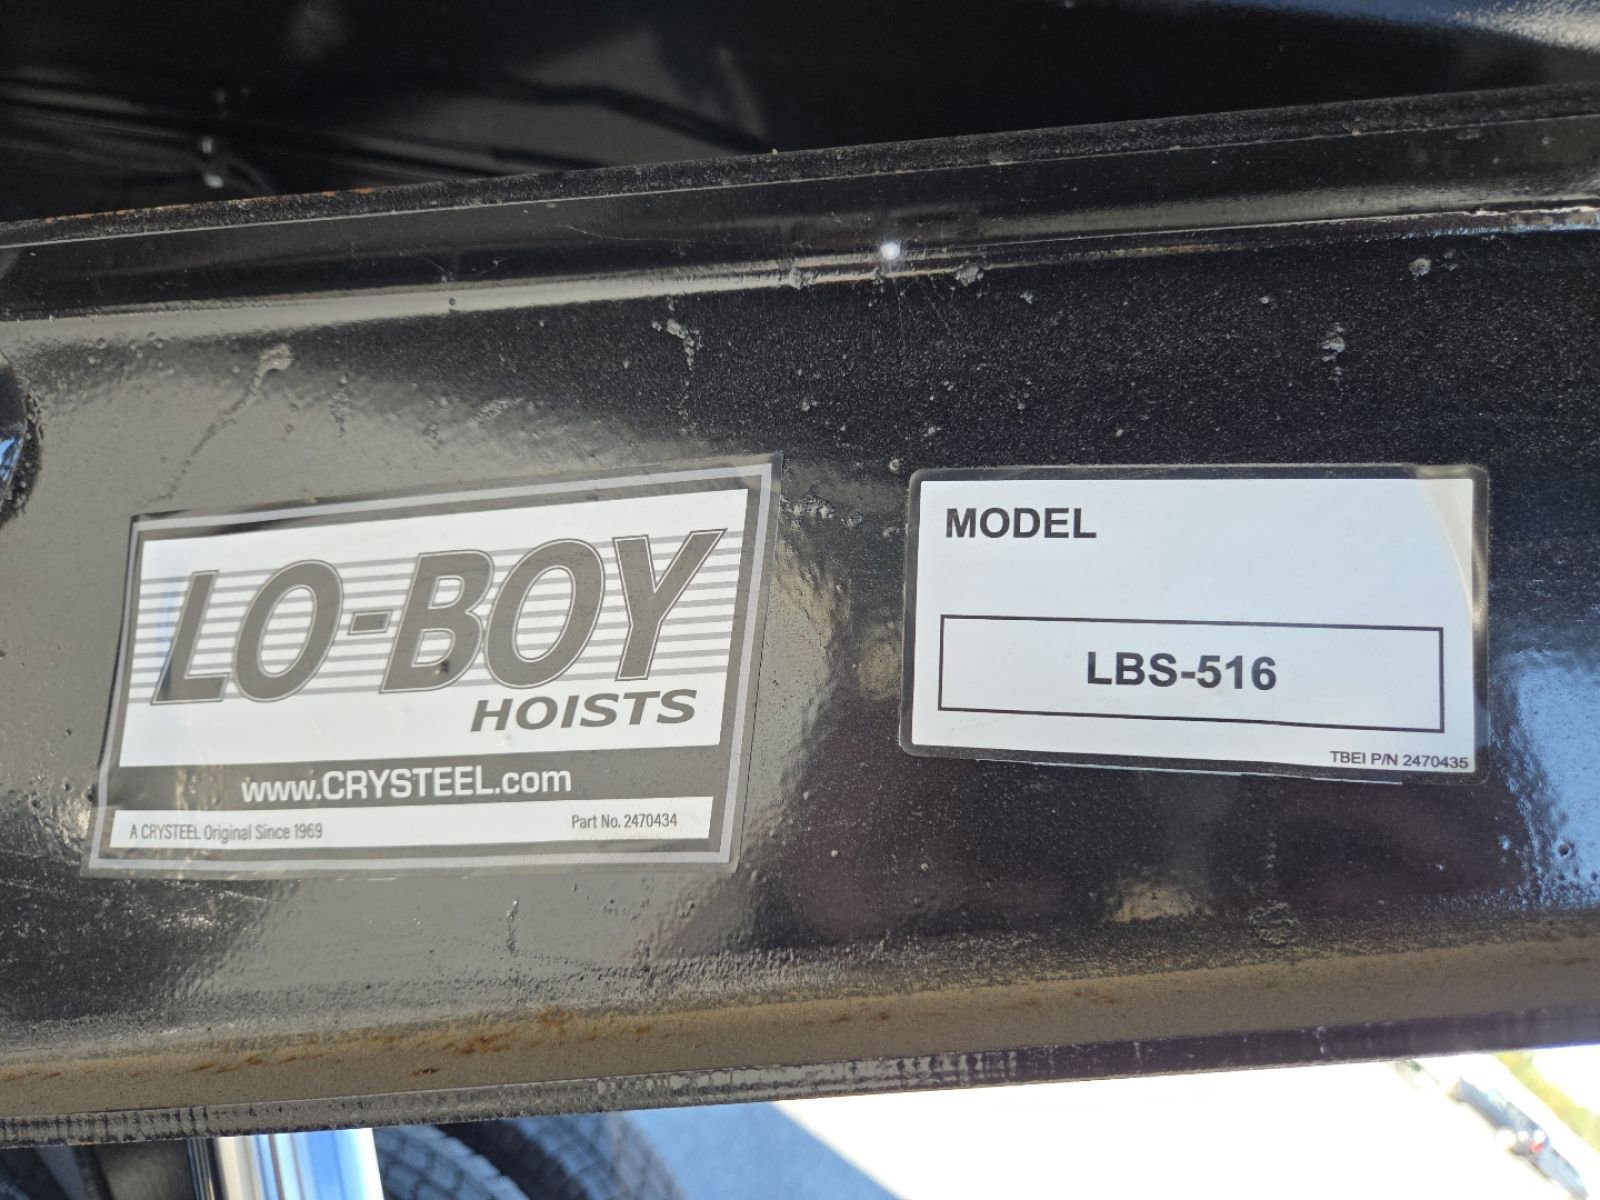 LO-BOY
HOISTS
www.CRYSTEEL.com
A CRYSTEEL Original Since 1969
Part No. 2470434
MODEL
LBS-516
TBEI P/N 2470435